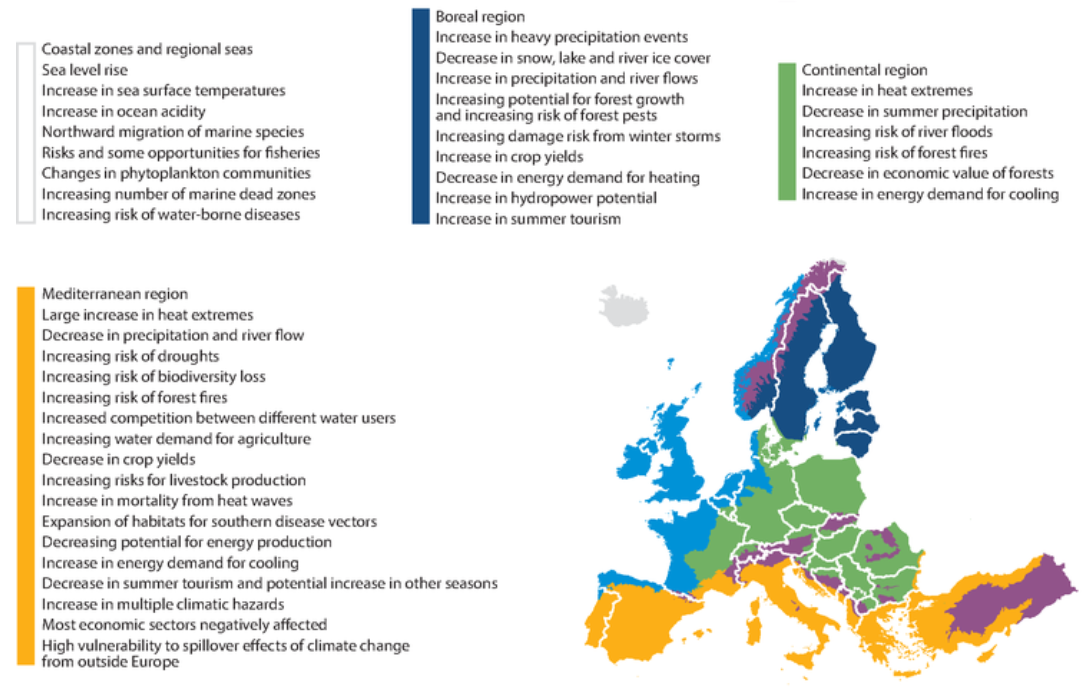 Coastal zones and regional seas
Sea level rise
Increase in sea surface temperatures
Increase in ocean acidity
Northward migration of marine species
Risks and some opportunities for fisheries
Changes in phytoplankton communities
Increasing number of marine dead zones
Increasing risk of water-borne diseases
Boreal region
Increase in heavy precipitation events
Decrease in snow, lake and river ice cover
Increase in precipitation and river flows
Increasing potential for forest growth
and increasing risk of forest pests
Increasing damage risk from winter storms
Increase in crop yields
Decrease in energy demand for heating
Increase in hydropower potential
Increase in summer tourism
Continental region
Increase in heat extremes
Decrease in summer precipitation
Increasing risk of river floods
Increasing risk of forest fires
Decrease in economic value of forests
Increase in energy demand for cooling
Mediterranean region
Large increase in heat extremes
Decrease in precipitation and river flow
Increasing risk of droughts
Increasing risk of biodiversity loss
Increasing risk of forest fires
Increased competition between different water users
Increasing water demand for agriculture
Decrease in crop yields
Increasing risks for livestock production
Increase in mortality from heat waves
Expansion of habitats for southern disease vectors
Decreasing potential for energy production
Increase in energy demand for cooling
Decrease in summer tourism and potential increase in other seasons
Increase in multiple climatic hazards
Most economic sectors negatively affected
High vulnerability to spillover effects of climate change
from outside Europe